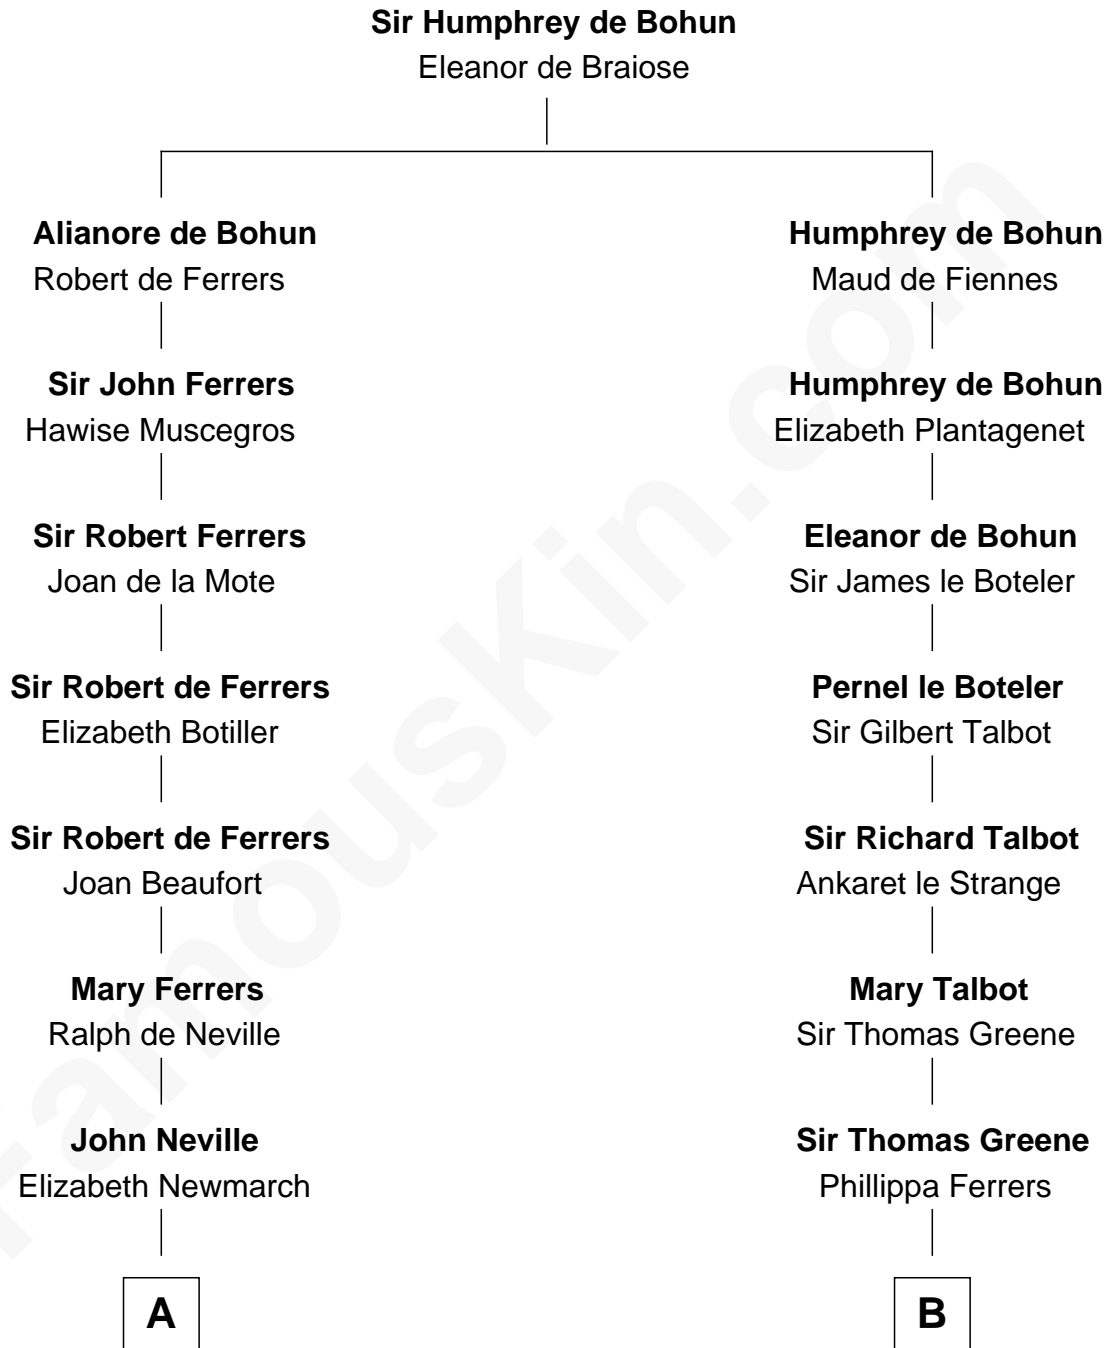 Sir Humphrey de Bohun
Eleanor de Braiose
Alianore de Bohun
Robert de Ferrers
Humphrey de Bohun
Maud de Fiennes
Sir John Ferrers
Hawise Muscegros
Humphrey de Bohun
Elizabeth Plantagenet
Sir Robert Ferrers
Joan de la Mote
Eleanor de Bohun
Sir James le Boteler
Sir Robert de Ferrers
Elizabeth Botiller
Pernel le Boteler
Sir Gilbert Talbot
Sir Robert de Ferrers
Joan Beaufort
Sir Richard Talbot
Ankaret le Strange
Mary Ferrers
Ralph de Neville
Mary Talbot
Sir Thomas Greene
John Neville
Elizabeth Newmarch
Sir Thomas Greene
Phillippa Ferrers
A
B
FamousKin.com